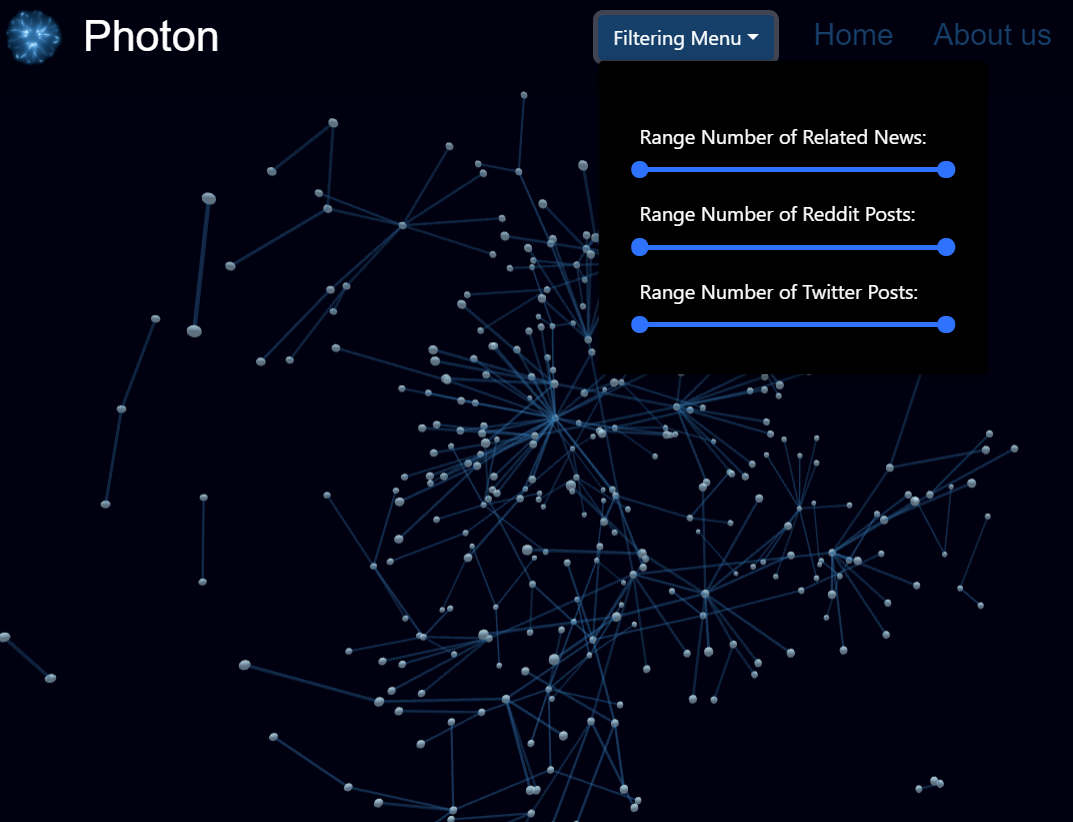 Photon
Filtering Menu
Home
About us
Range Number of Related News:
Range Number of Reddit Posts:
Range Number of Twitter Posts: